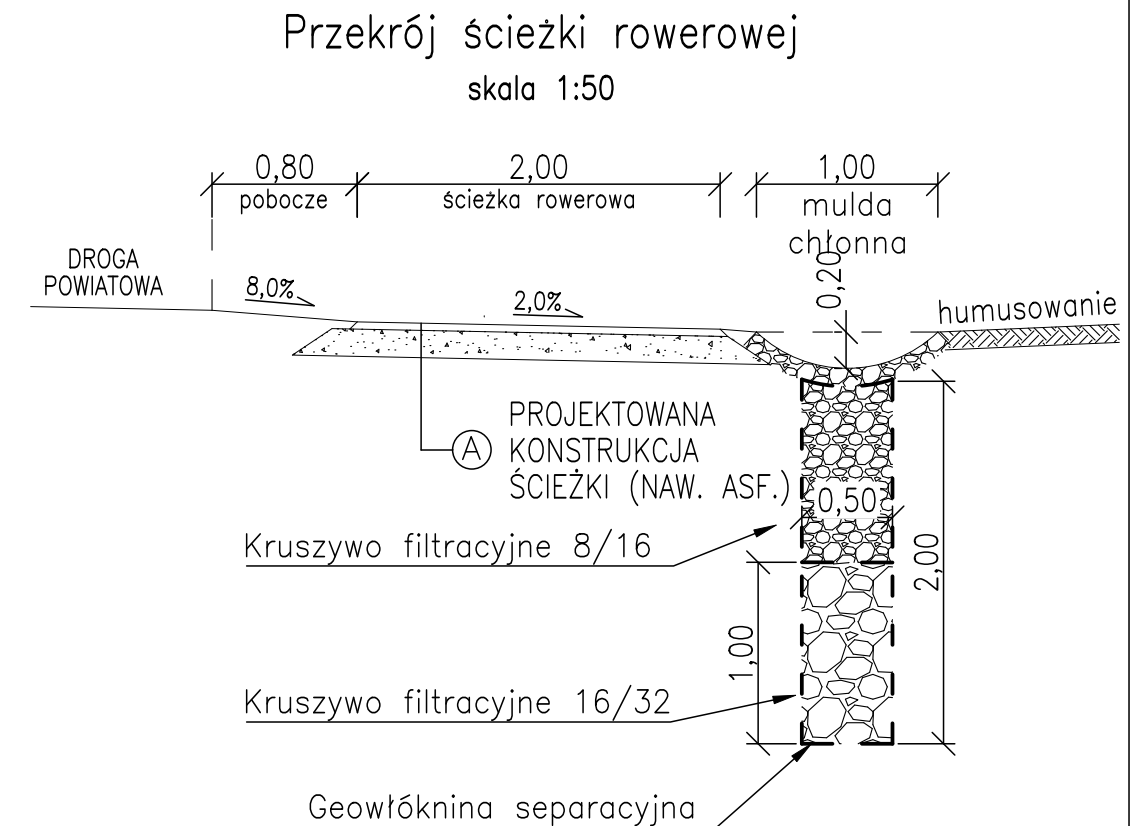 Przekrój ścieżki rowerowej
skala 1:50
0,80
2,00
1,00
pobocze
ścieżka rowerowa
mulda
chłonna
DROGA
POWIATOWA
8,0%
2,0%
0,20
humusowanie
PROJEKTOWANA
A
KONSTRUKCJA
ŚCIEŻKI (NAW. ASF.)
0,50
Kruszywo filtracyjne 8/16
2,00
1,00
Kruszywo filtracyjne 16/32
Geowłóknina separacyjna